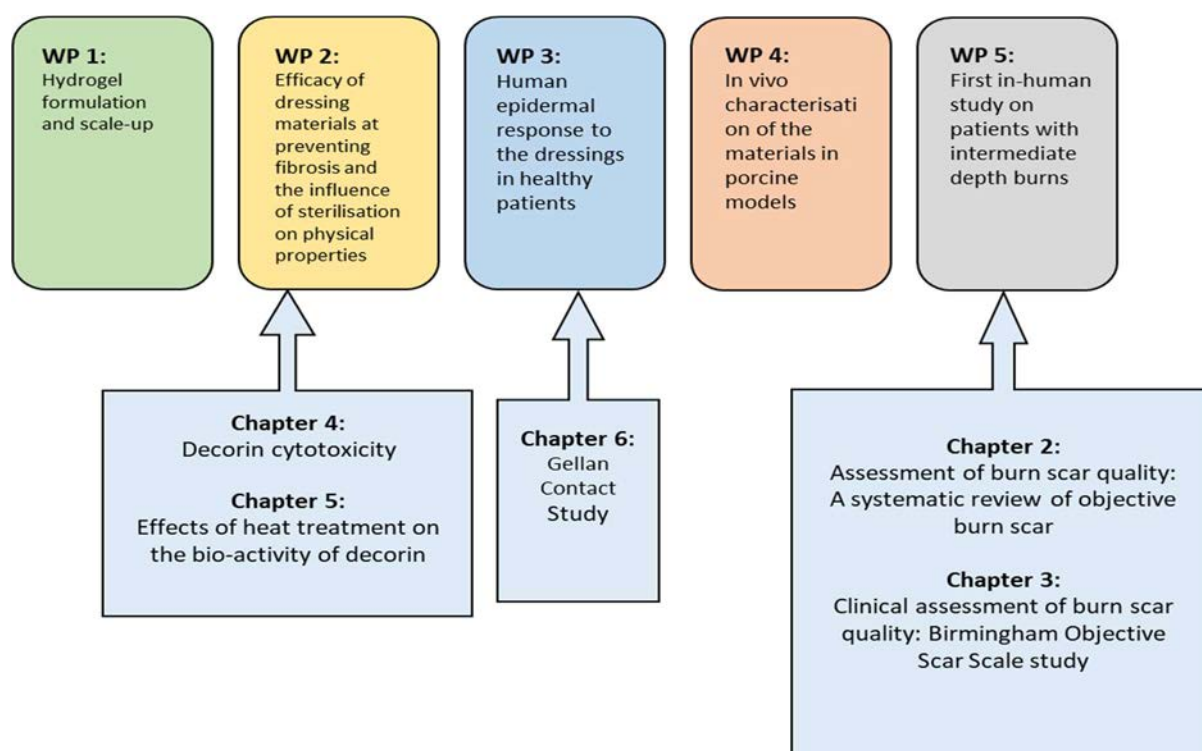 WP 1:
Hydrogel
formulation
and scale-up
WP 2:
Efficacy of
dressing
materials at
preventing
fibrosis and
the influence
of sterilisation
on physical
properties
WP 3:
Human
epidermal
response to
the dressings
in healthy
patients
WP 4:
In vivo
characterisati
on of the
materials in
porcine
models
WP 5:
First in-human
study on
patients with
intermediate
depth burns
Chapter 4:
Decorin cytotoxicity
Chapter 5:
Effects of heat treatment on
the bio-activity of decorin
Chapter 6:
Gellan
Contact
Study
Chapter 2:
Assessment of burn scar quality:
A systematic review of objective
burn scar
Chapter 3:
Clinical assessment of burn scar
quality: Birmingham Objective
Scar Scale study